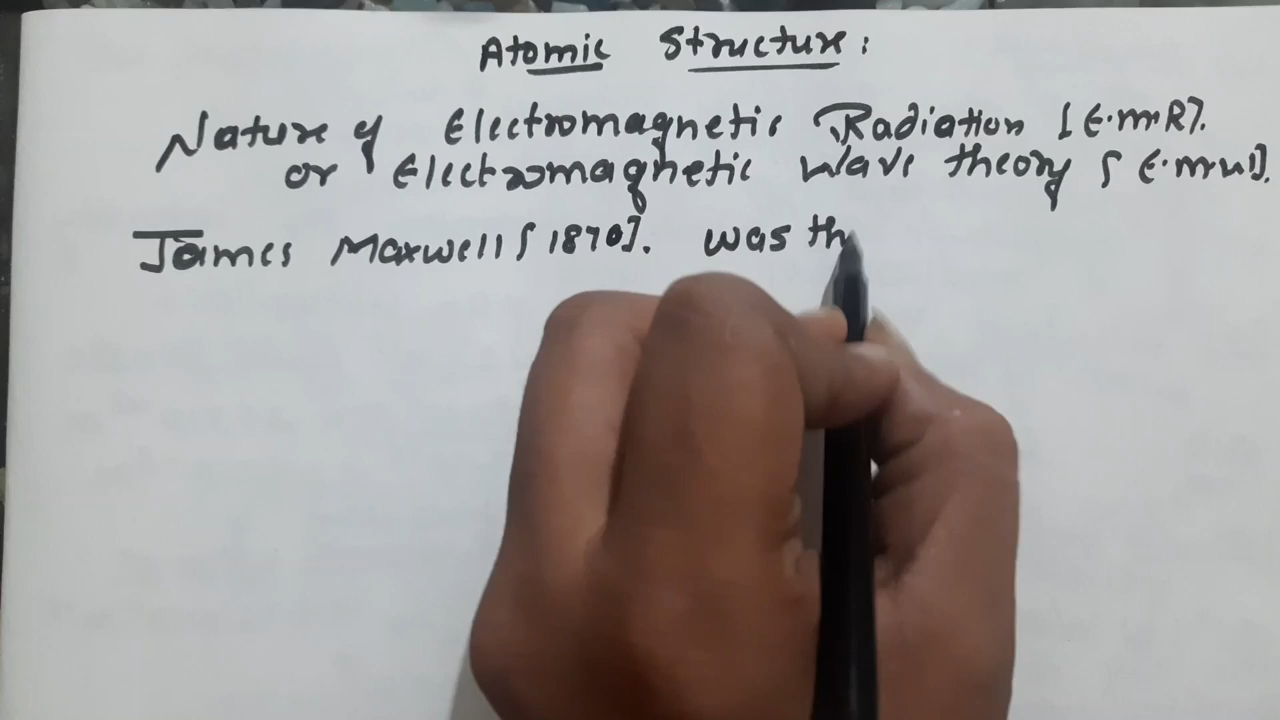 Atomic Structure:
Nature of Electromagnetic Radiation [E.m.R].
or Electromagnetic Wave theory [E.m.w].
James Maxwell [1870]. was th